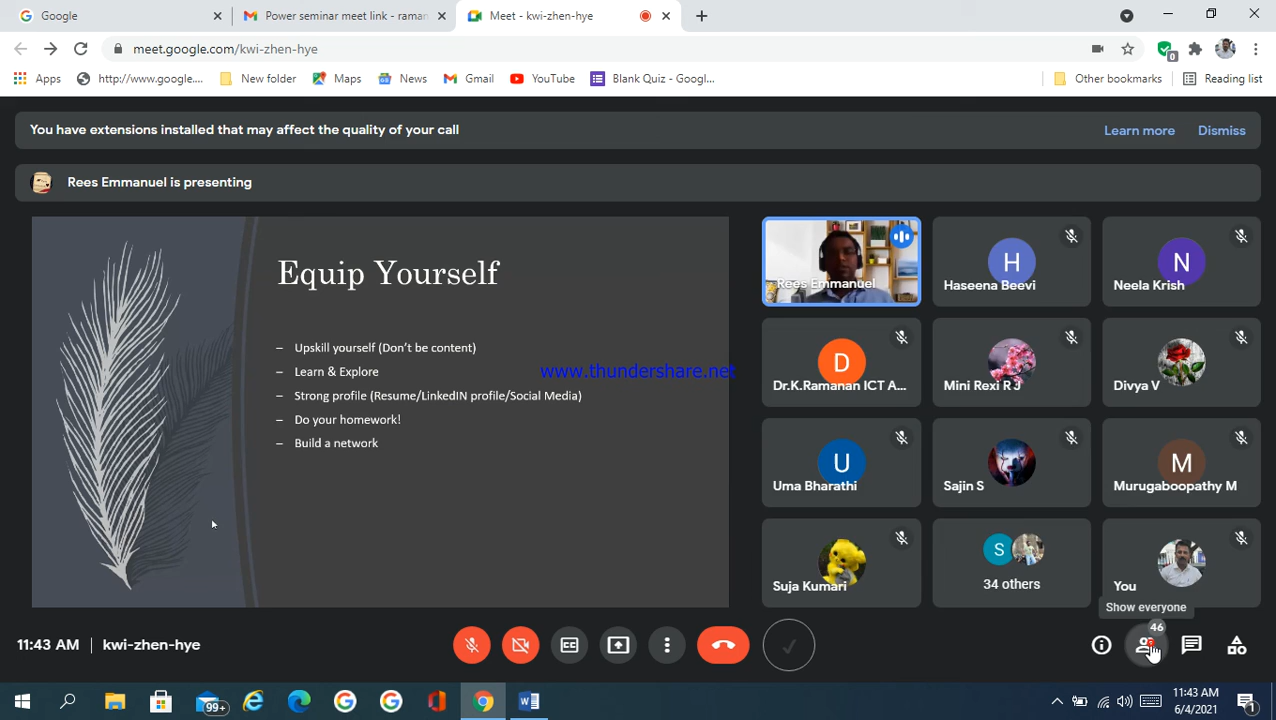 Google
Power seminar meet link - raman
Meet - kwi-zhen-hye
meet.google.com/kwi-zhen-hye
0
Apps
http://www.google....
New folder
Maps
News
Gmail
YouTube
Blank Quiz - Googl...
Other bookmarks
Reading list
You have extensions installed that may affect the quality of your call
Learn more
Dismiss
Rees Emmanuel is presenting
Equip Yourself
– Upskill yourself (Don't be content)
– Learn & Explore
– Strong profile (Resume/LinkedIN profile/Social Media)
– Do your homework!
– Build a network
www.thundershare.net
Rees Emmanuel
H
Haseena Beevi
N
Neela Krish
D
Dr.K.Ramanan ICT A...
Mini Rexi R J
Divya V
U
Uma Bharathi
Sajin S
M
Murugaboopathy M
Suja Kumari
S
34 others
You
Show everyone
11:43 AM | kwi-zhen-hye
46
99+
11:43 AM
6/4/2021
1